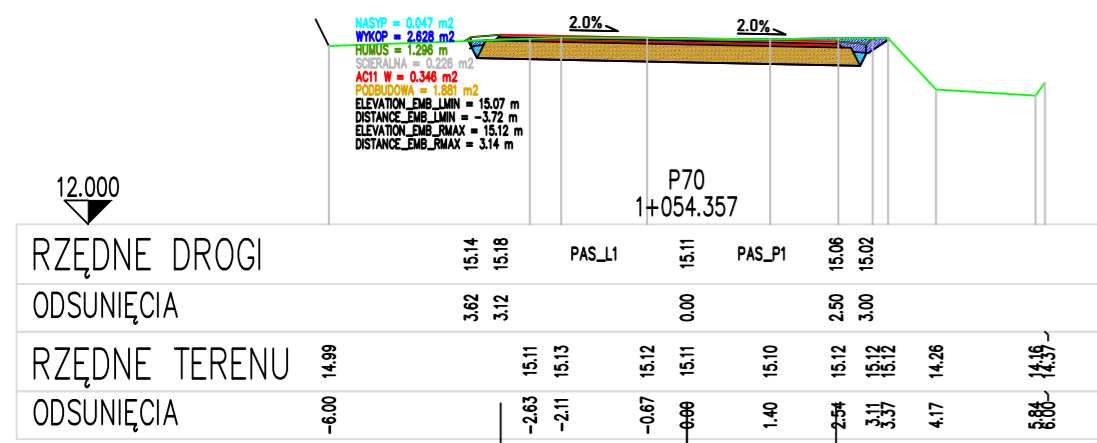 NASYP = 0.047 m2
WYKOP = 2.628 m2
HUMUS = 1.296 m
SCIERALNA = 0.226 m2
AC11 W = 0.346 m2
PODBUDOWA = 1.881 m2
ELEVATION_EMB_LMIN = 15.07 m
DISTANCE_EMB_LMIN = -3.72 m
ELEVATION_EMB_RMAX = 15.12 m
DISTANCE_EMB_RMAX = 3.14 m
2.0% 2.0%
12.000
P70
1+054.357
RZĘDNE DROGI 15.14 15.18 PAS_L1 15.11 PAS_P1 15.06 15.02
ODSUNIĘCIA 3.62 3.12 0.00 2.50 3.00
RZĘDNE TERENU 14.99 15.11 15.13 15.12 15.11 15.10 15.12 15.12 15.12 14.26 14.16 14.37
ODSUNIĘCIA -6.00 -2.63 -2.11 -0.67 0.00 1.40 2.54 3.11 3.37 4.17 5.84 6.00